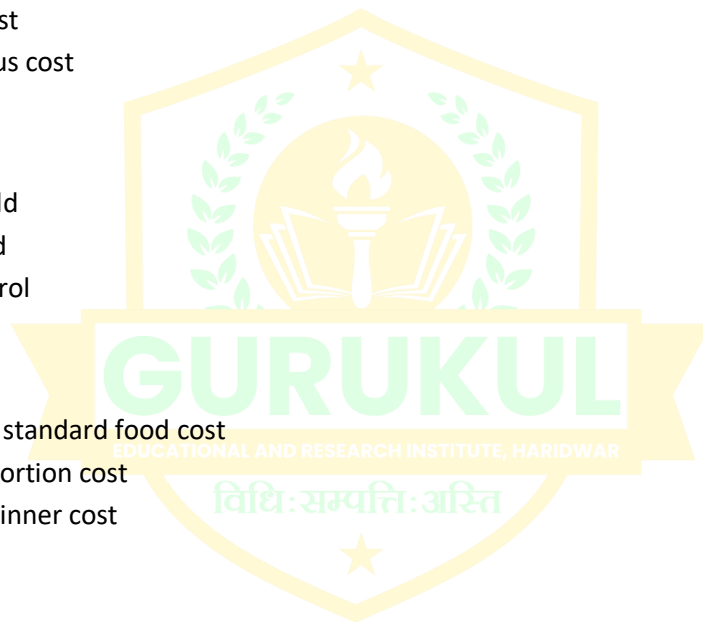 st
us cost
ld
d
rol
GURUKUL
standard food cost
EDUCATIONAL AND RESEARCH INSTITUTE, HARIDWAR
ortion cost
inner cost
विधि:सम्पत्ति:अस्ति